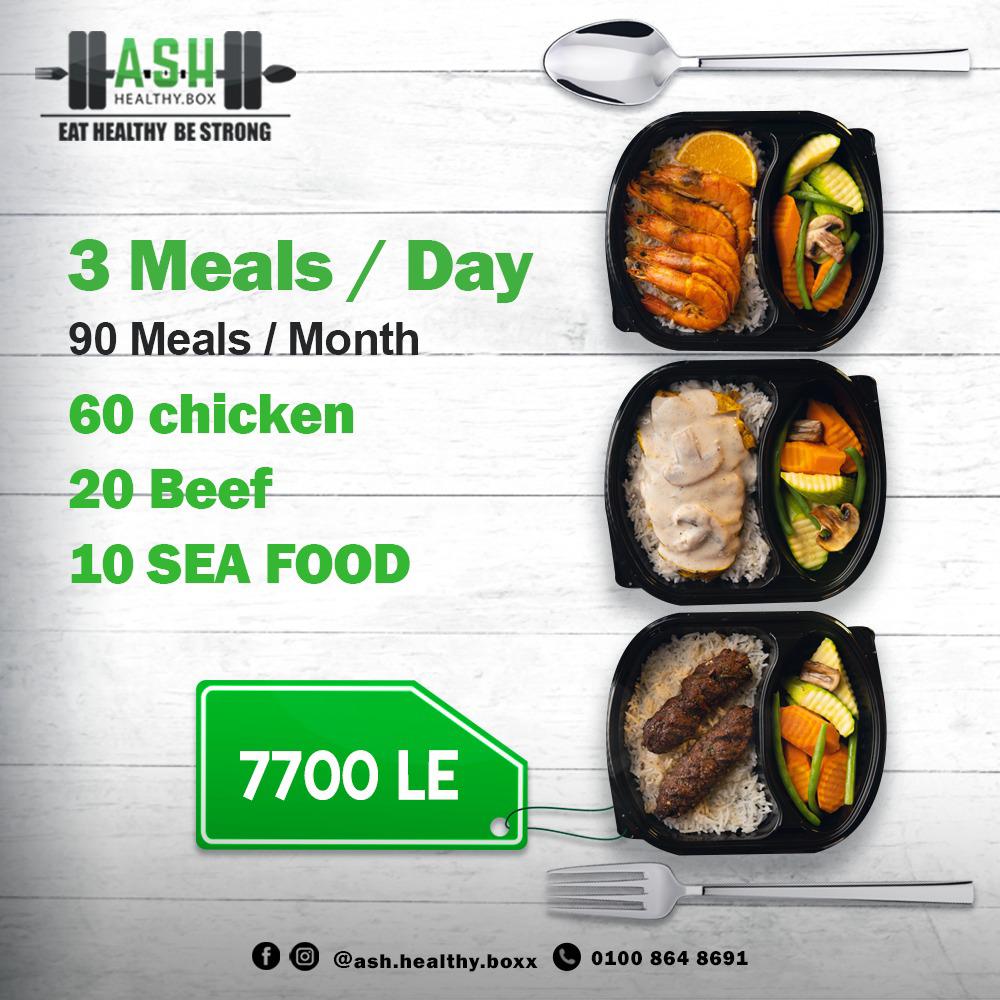 ASH
HEALTHY.BOX
EAT HEALTHY BE STRONG
3 Meals / Day
90 Meals / Month
60 chicken
20 Beef
10 SEA FOOD
7700 LE
@ash.healthy.boxx 0100 864 8691